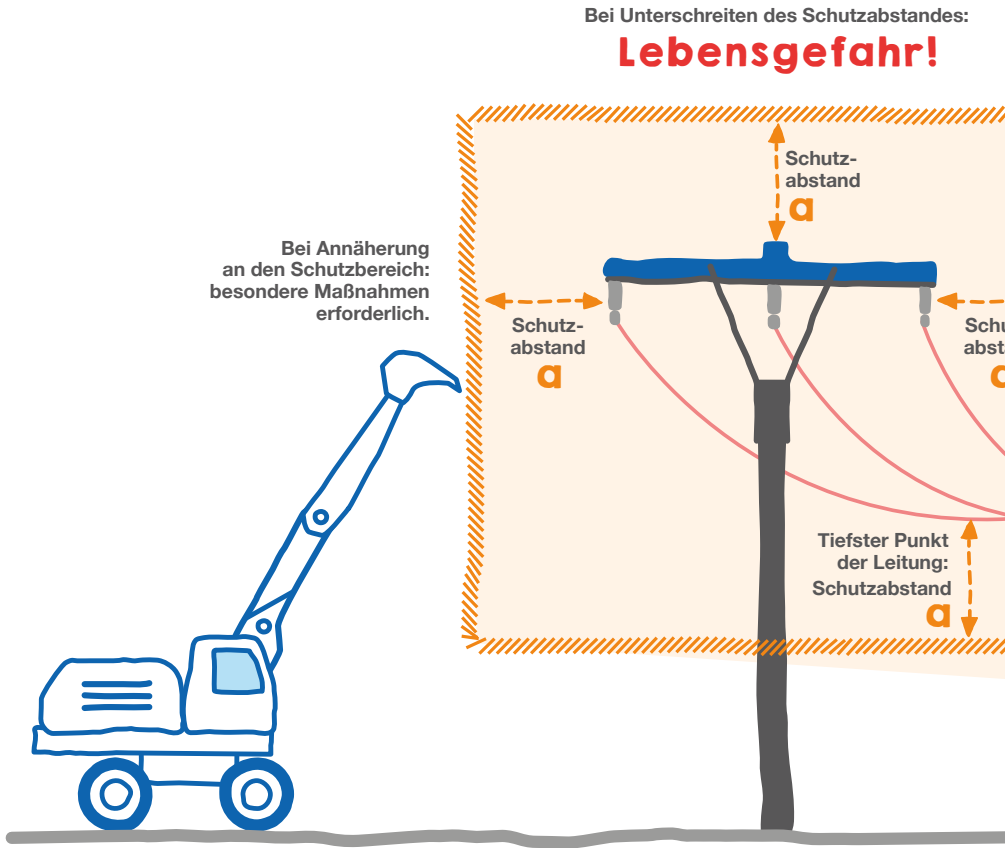 Bei Unterschreiten des Schutzabstandes:
Lebensgefahr!
Schutz-
abstand
a
Bei Annäherung
an den Schutzbereich:
besondere Maßnahmen
erforderlich.
Schutz-
abstand
a
Tiefster Punkt
der Leitung:
Schutzabstand
a